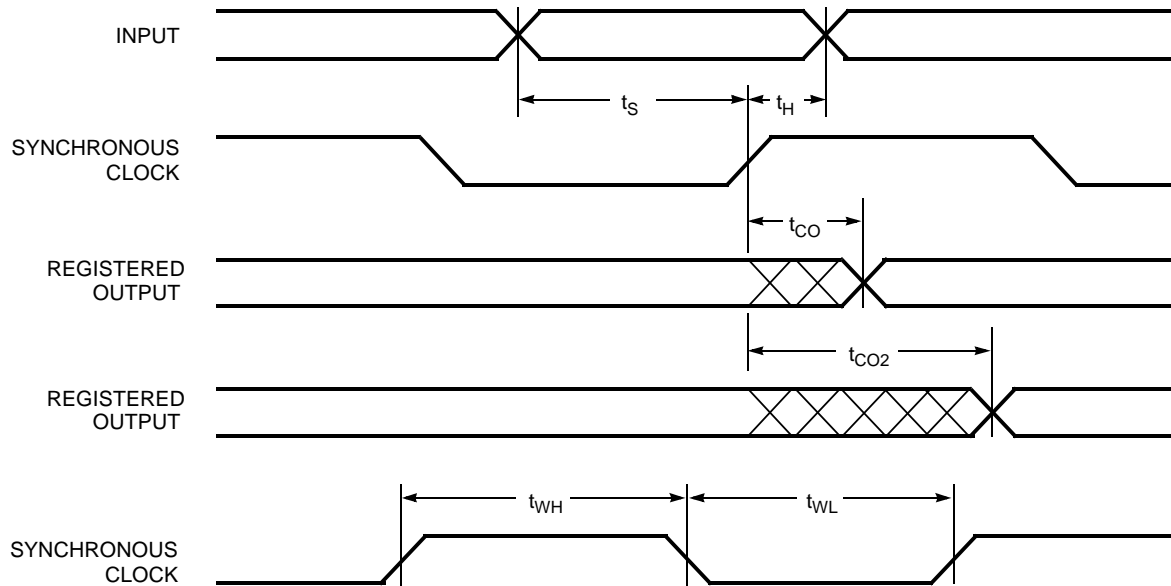 INPUT
t_S
t_H
SYNCHRONOUS
CLOCK
t_CO
REGISTERED
OUTPUT
t_CO2
REGISTERED
OUTPUT
t_WH
t_WL
SYNCHRONOUS
CLOCK